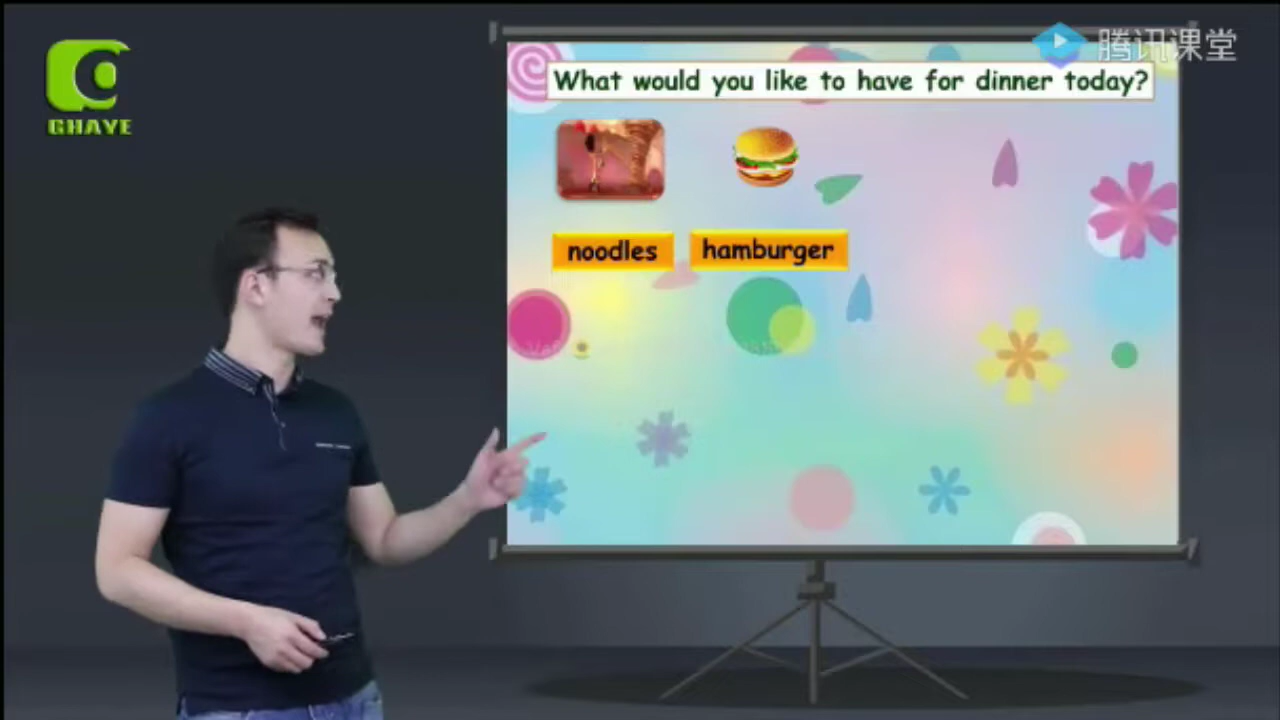 腾讯课堂
GHAYE
What would you like to have for dinner today?
noodles
hamburger